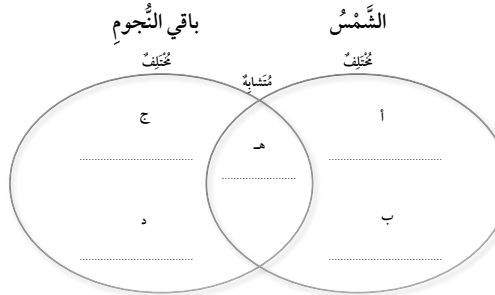 الشَّمْسُ
باقي النُّجومِ
مُخْتَلِفٌ
مُتَشابِهٌ
مُخْتَلِفٌ
أ
هـ
ج
ب
د